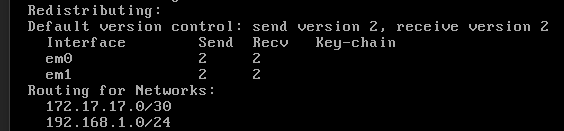 Redistributing:
Default version control: send version 2, receive version 2
Interface Send Recv Key-chain
em0 2 2
em1 2 2
Routing for Networks:
172.17.17.0/30
192.168.1.0/24